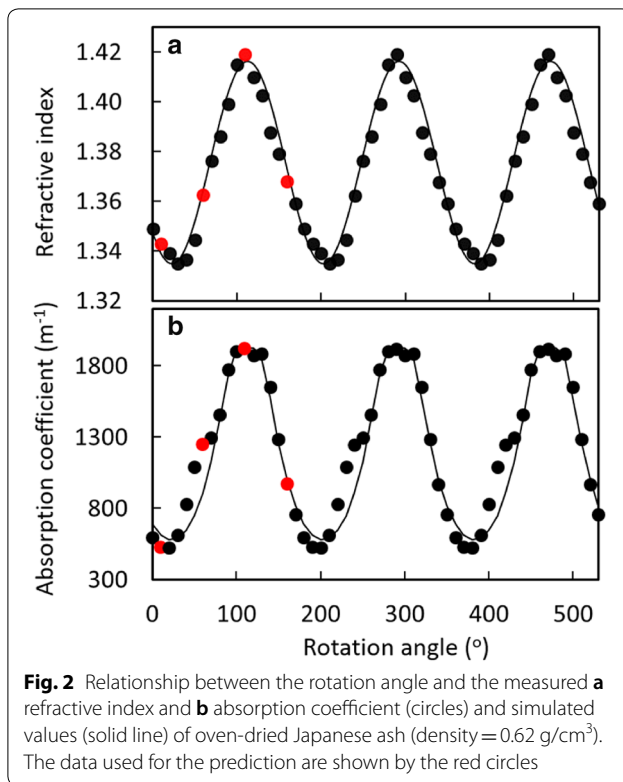 a
1.42
1.40
1.38
1.36
1.34
1.32
Refractive index
b
1800
1300
800
300
Absorption coefficient (m⁻¹)
0 100 200 300 400 500
Rotation angle (°)
Fig. 2 Relationship between the rotation angle and the measured a
refractive index and b absorption coefficient (circles) and simulated
values (solid line) of oven-dried Japanese ash (density = 0.62 g/cm³).
The data used for the prediction are shown by the red circles